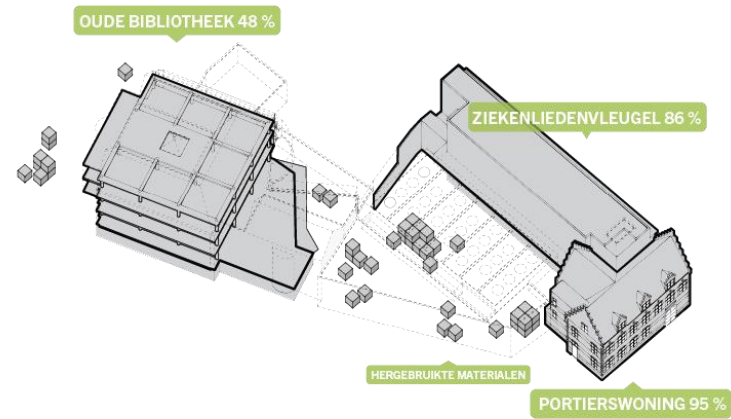 OUDE BIBLIOTHEEK 48 %
ZIEKENLIEDENVLEUGEL 86 %
HERGEBRUIKTE MATERIALEN
PORTIERSWONING 95 %